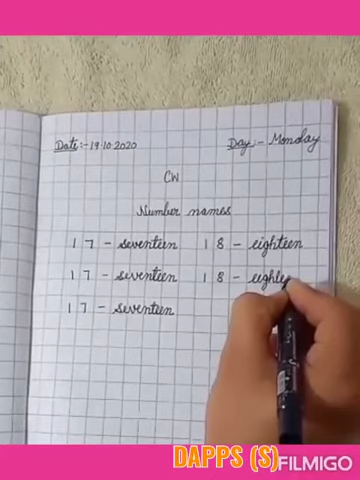 Date:- 19.10.2020 Day:- Monday
CW
Number names
17 - seventeen 18 - eighteen
17 - seventeen 18 - eighte
17 - seventeen
DAPPS (S)
FILMIGO